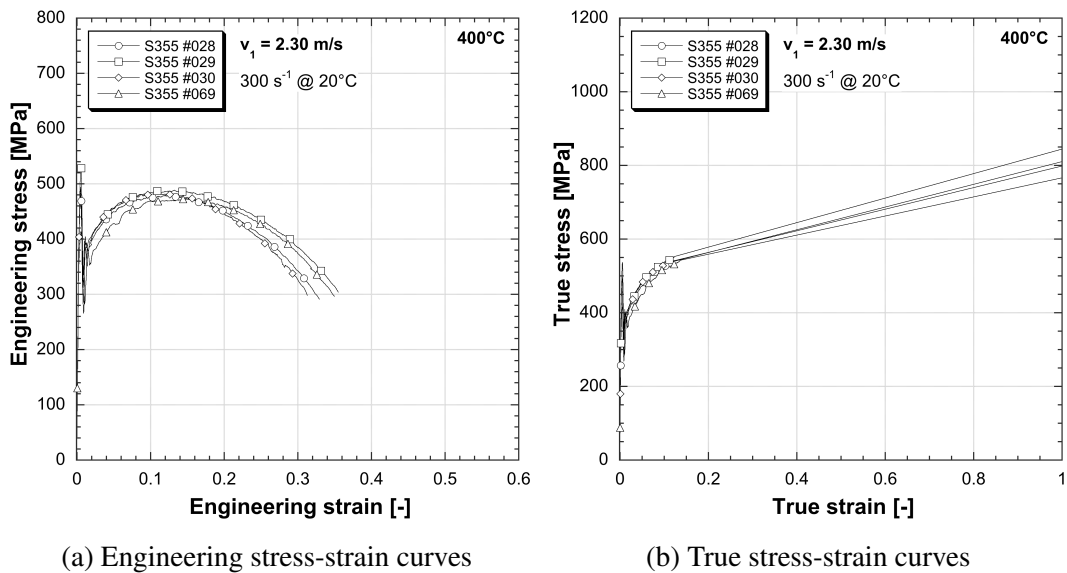 800
700
600
500
400
300
200
100
0
Engineering stress [MPa]
S355 #028
S355 #029
S355 #030
S355 #069
v1 = 2.30 m/s
300 s-1 @ 20°C
400°C
0 0.1 0.2 0.3 0.4 0.5 0.6
Engineering strain [-]
(a) Engineering stress-strain curves
1200
1000
800
600
400
200
0
True stress [MPa]
S355 #028
S355 #029
S355 #030
S355 #069
v1 = 2.30 m/s
300 s-1 @ 20°C
400°C
0 0.2 0.4 0.6 0.8 1
True strain [-]
(b) True stress-strain curves